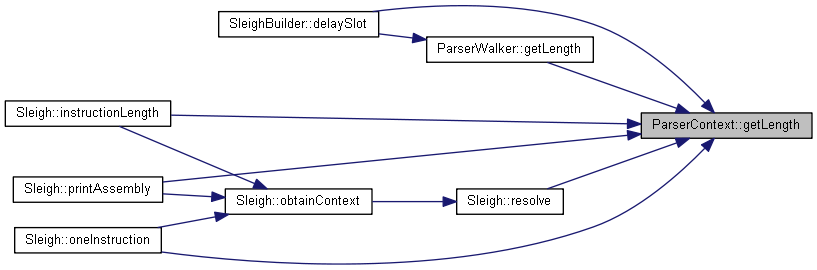 SleighBuilder::delaySlot
ParserWalker::getLength
Sleigh::instructionLength
ParserContext::getLength
Sleigh::printAssembly
Sleigh::obtainContext
Sleigh::resolve
Sleigh::oneInstruction